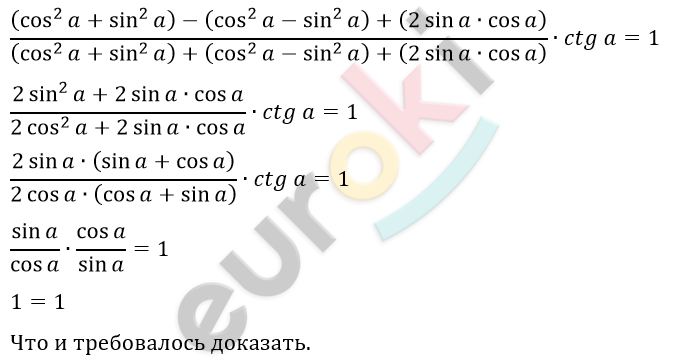 (cos² a + sin² a) − (cos² a − sin² a) + (2 sin a · cos a) / (cos² a + sin² a) + (cos² a − sin² a) + (2 sin a · cos a) · ctg a = 1
2 sin² a + 2 sin a · cos a / 2 cos² a + 2 sin a · cos a · ctg a = 1
2 sin a · (sin a + cos a) / 2 cos a · (cos a + sin a) · ctg a = 1
sin a / cos a · cos a / sin a = 1
1 = 1
Что и требовалось доказать.
euroki